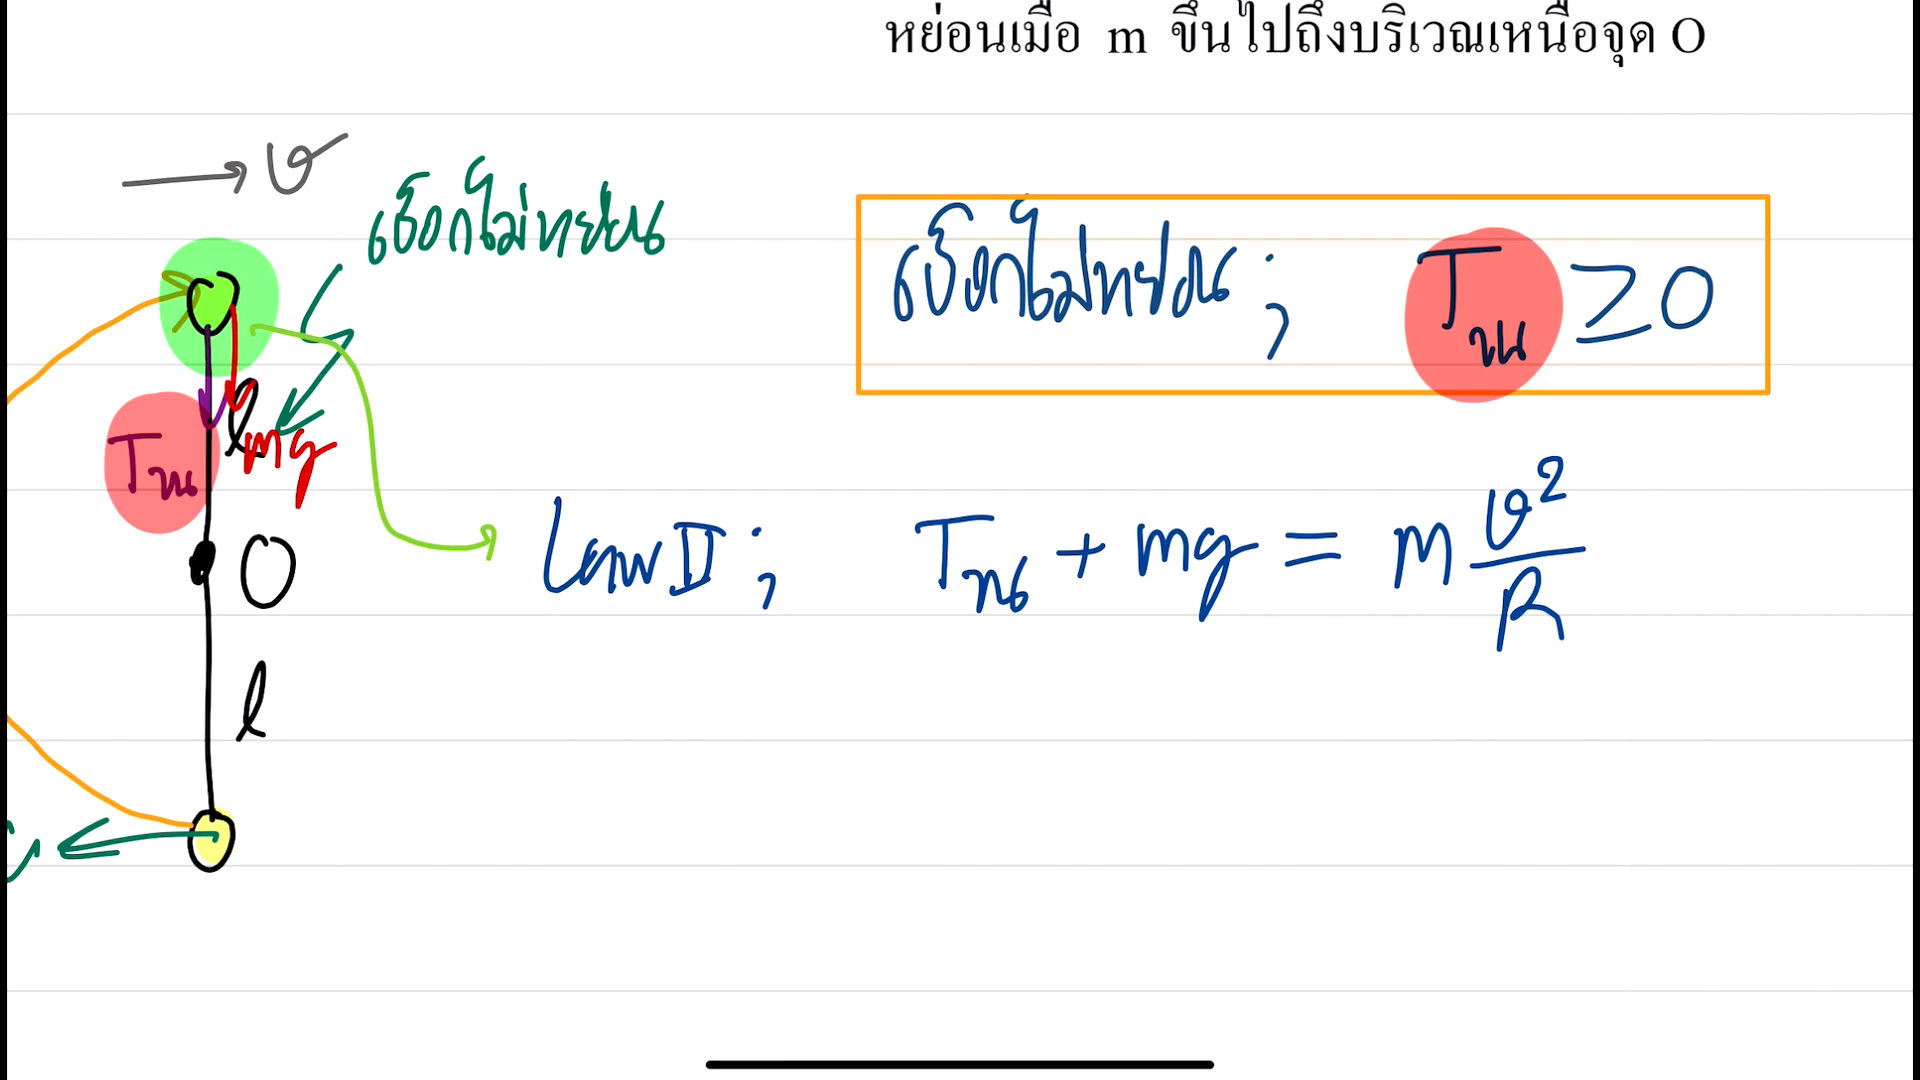 หย่อนเมื่อ m ขึ้นไปถึงบริเวณเหนือจุด O
v
เชือกไม่หย่อน
เชือกไม่หย่อน ; Tบน ≥ 0
l
mg
Tบน
Law II ; Tบน + mg = m v²/R
O
l